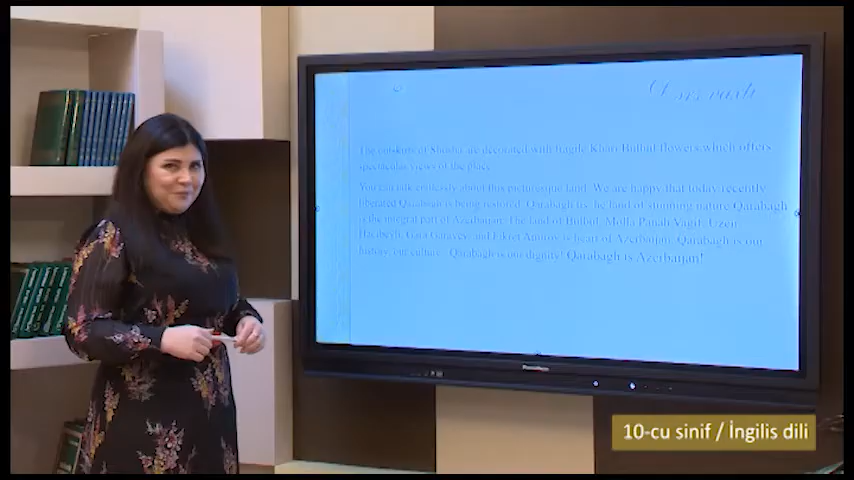 Dərs vaxtı
The outskirts of Shusha are decorated with fragile Khari Bulbul flowers which offers
spectacular views of the place.
You can talk endlessly about this picturesque land. We are happy that today recently
liberated Qarabagh is being restored. Qarabagh is the land of stunning nature Qarabagh
is the integral part of Azerbaijan. The land of Bulbul, Molla Panah Vagif, Uzeir
Hacibeyli, Gara Garayev, and Fikret Amirov is heart of Azerbaijan. Qarabagh is our
history, our culture. Qarabagh is our dignity! Qarabagh is Azerbaijan!
10-cu sinif / İngilis dili